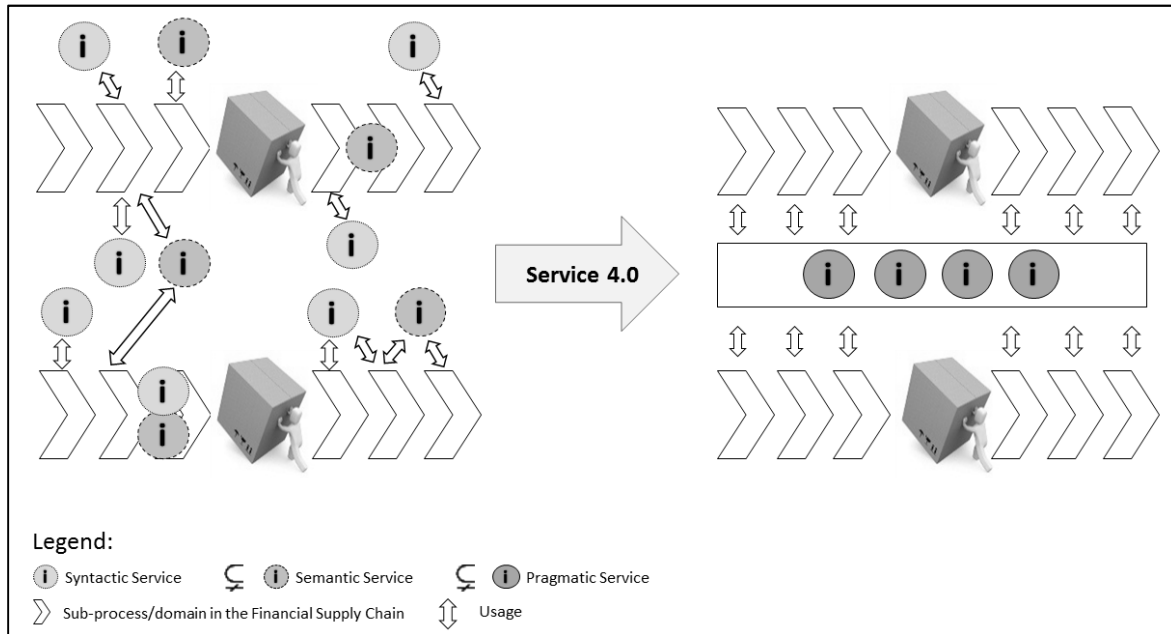 i i i
i
i i i
i i i
i
i
Service 4.0
i i i i
Legend:
i Syntactic Service ⊊ i Semantic Service ⊊ i Pragmatic Service
Sub-process/domain in the Financial Supply Chain Usage